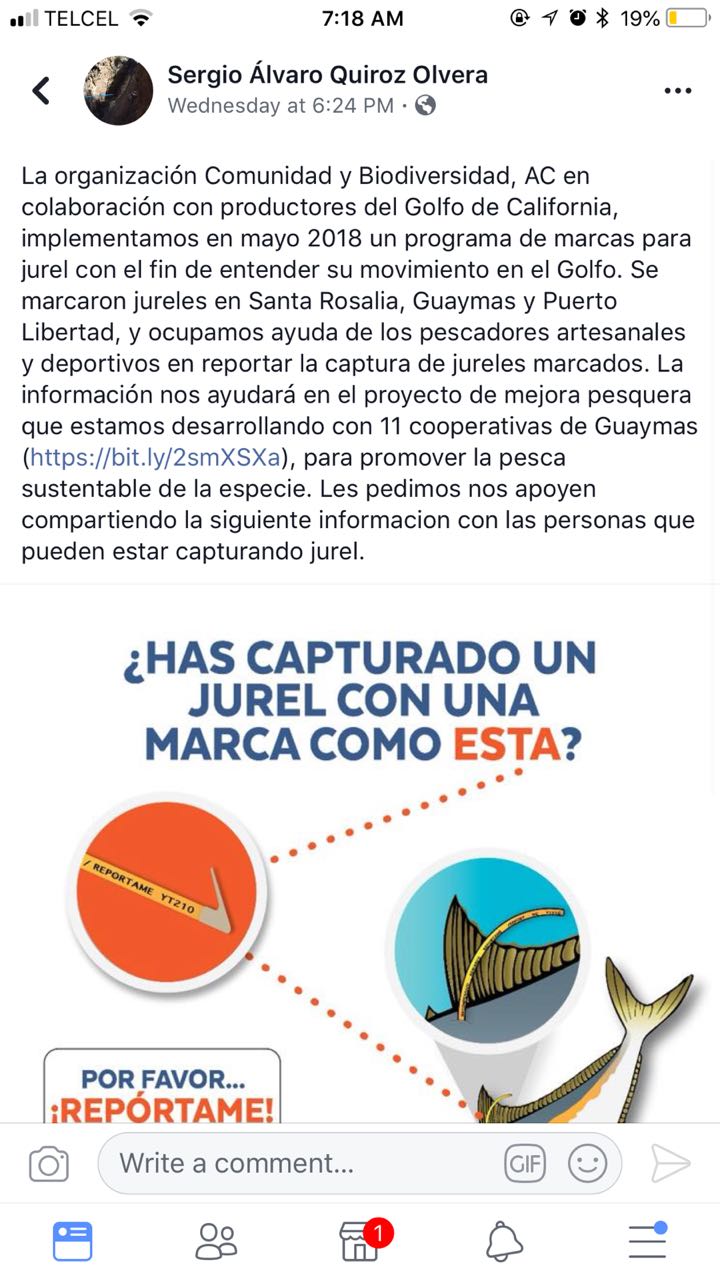 TELCEL 7:18 AM 19%
Sergio Álvaro Quiroz Olvera
Wednesday at 6:24 PM ·
La organización Comunidad y Biodiversidad, AC en
colaboración con productores del Golfo de California,
implementamos en mayo 2018 un programa de marcas para
jurel con el fin de entender su movimiento en el Golfo. Se
marcaron jureles en Santa Rosalia, Guaymas y Puerto
Libertad, y ocupamos ayuda de los pescadores artesanales
y deportivos en reportar la captura de jureles marcados. La
información nos ayudará en el proyecto de mejora pesquera
que estamos desarrollando con 11 cooperativas de Guaymas
(https://bit.ly/2smXSXa), para promover la pesca
sustentable de la especie. Les pedimos nos apoyen
compartiendo la siguiente informacion con las personas que
pueden estar capturando jurel.
¿HAS CAPTURADO UN
JUREL CON UNA
MARCA COMO ESTA?
/ REPORTAME YT210
POR FAVOR...
¡REPÓRTAME!
Write a comment...
GIF
1